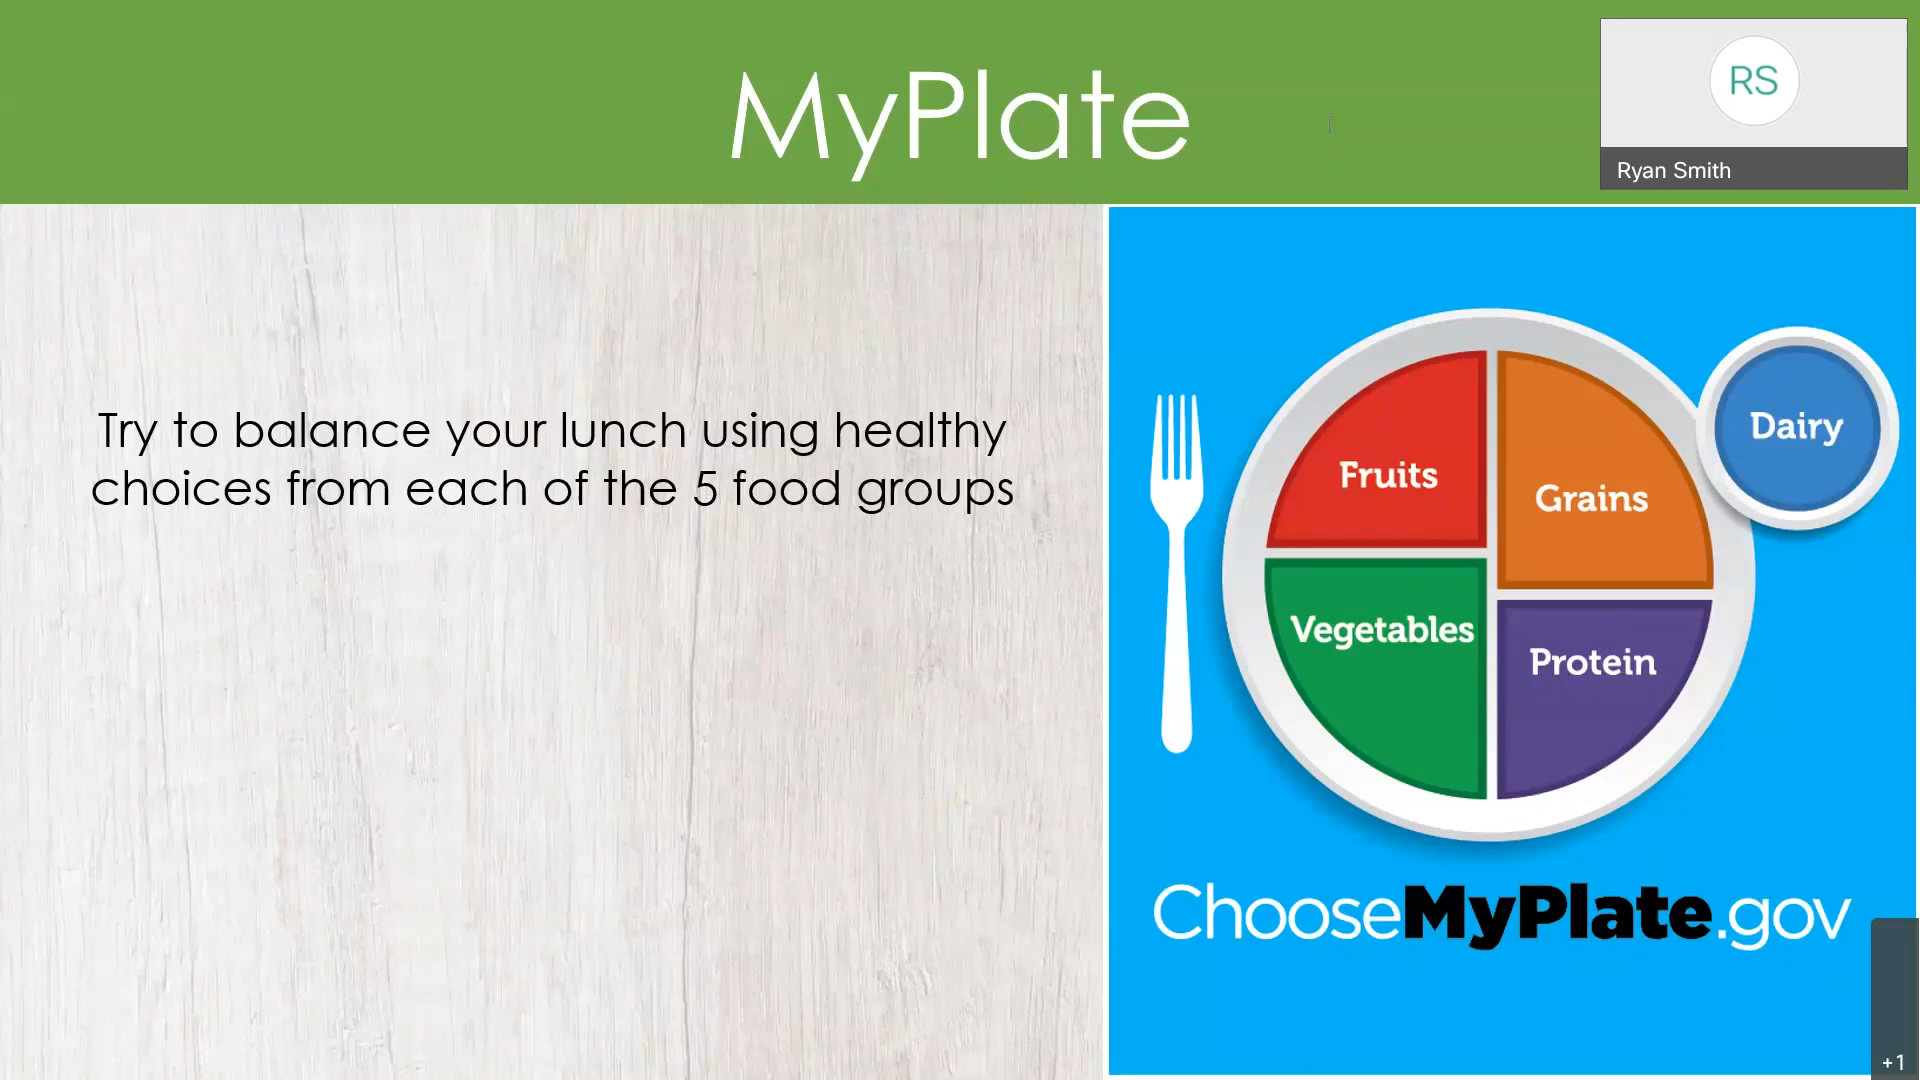 MyPlate
RS
Ryan Smith
Try to balance your lunch using healthy
choices from each of the 5 food groups
Fruits
Grains
Dairy
Vegetables
Protein
ChooseMyPlate.gov
+1